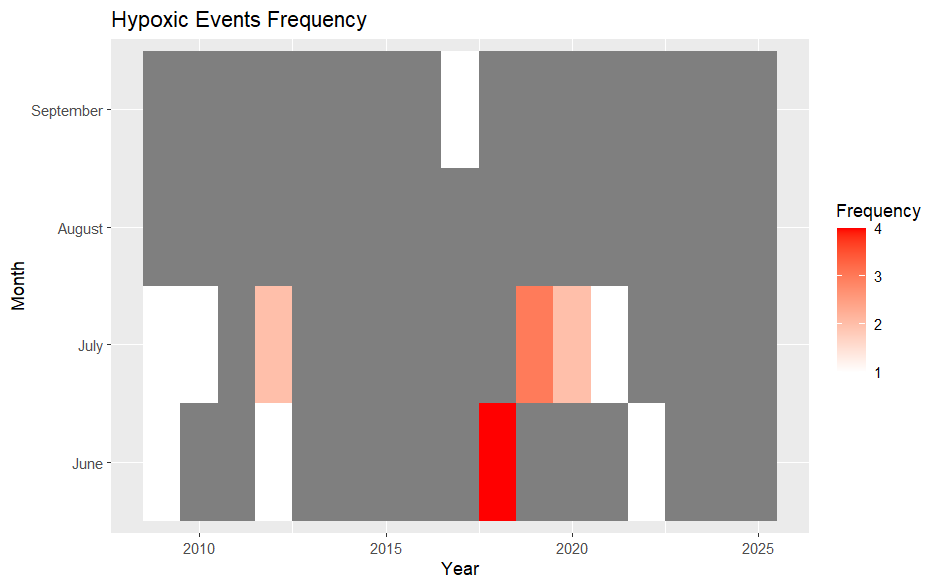 Hypoxic Events Frequency
September
August
July
June
Month
2010
2015
2020
2025
Year
Frequency
4
3
2
1